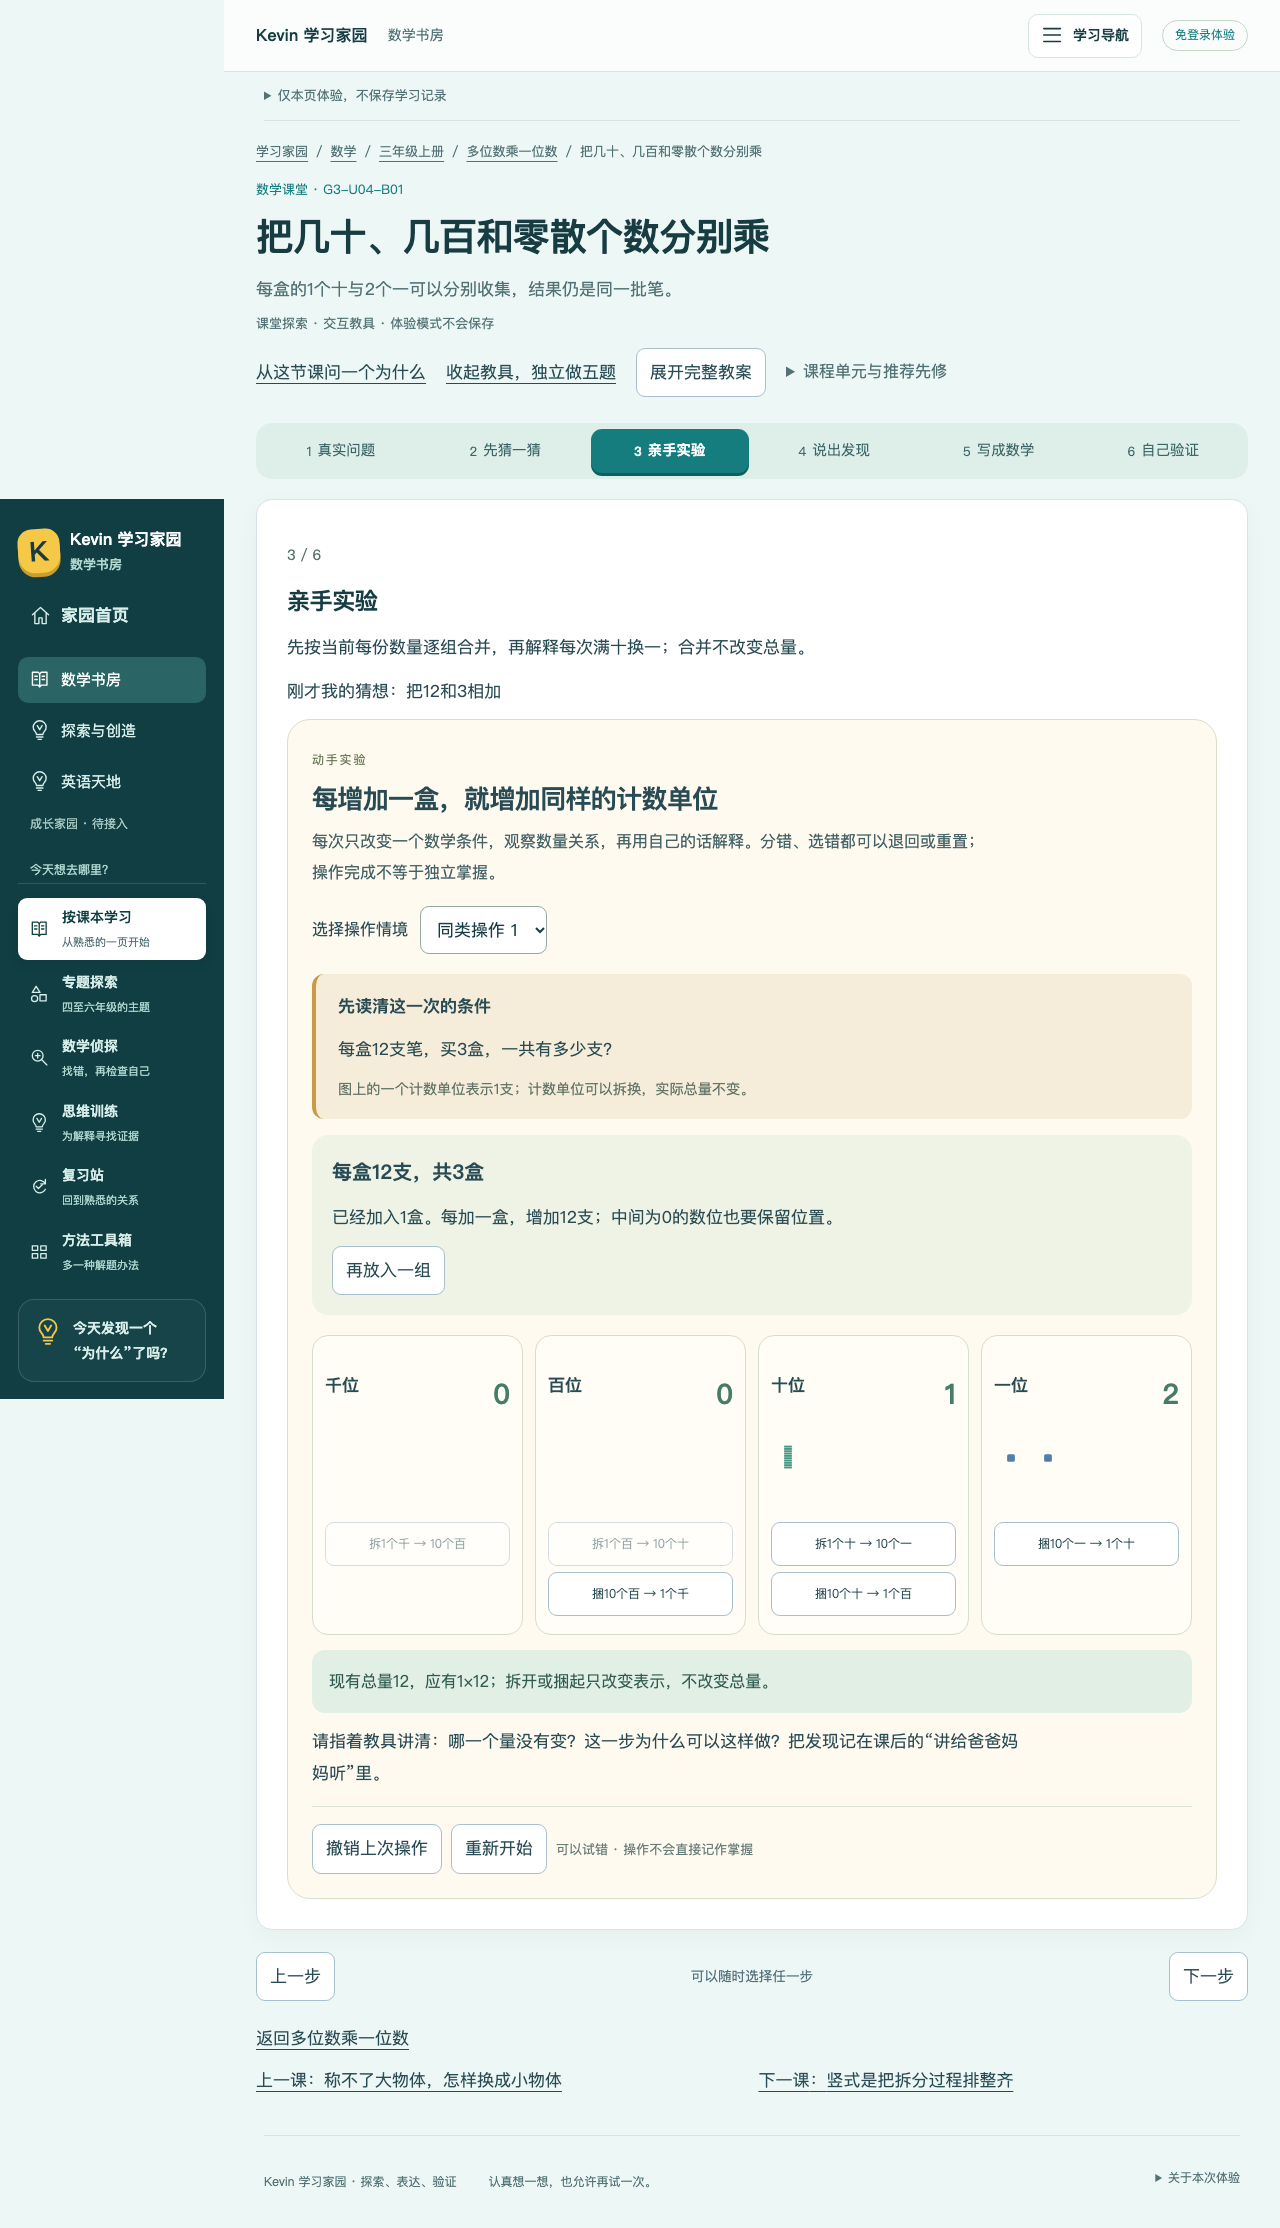 Kevin 学习家园 数学书房 学习导航 免登录体验
▶ 仅本页体验，不保存学习记录
学习家园 / 数学 / 三年级上册 / 多位数乘一位数 / 把几十、几百和零散个数分别乘
数学课堂 · G3-U04-B01
把几十、几百和零散个数分别乘
每盒的1个十与2个一可以分别收集，结果仍是同一批笔。
课堂探索 · 交互教具 · 体验模式不会保存
从这节课问一个为什么 收起教具，独立做五题 展开完整教案 ▶ 课程单元与推荐先修
1 真实问题 2 先猜一猜 3 亲手实验 4 说出发现 5 写成数学 6 自己验证
K Kevin 学习家园
数学书房
家园首页
数学书房
探索与创造
英语天地
成长家园 · 待接入
今天想去哪里？
按课本学习
从熟悉的一页开始
专题探索
四至六年级的主题
数学侦探
找错，再检查自己
思维训练
为解释寻找证据
复习站
回到熟悉的关系
方法工具箱
多一种解题办法
今天发现一个
“为什么”了吗？
3 / 6
亲手实验
先按当前每份数量逐组合并，再解释每次满十换一；合并不改变总量。
刚才我的猜想：把12和3相加
动手实验
每增加一盒，就增加同样的计数单位
每次只改变一个数学条件，观察数量关系，再用自己的话解释。分错、选错都可以退回或重置；
操作完成不等于独立掌握。
选择操作情境 同类操作 1
先读清这一次的条件
每盒12支笔，买3盒，一共有多少支？
图上的一个计数单位表示1支；计数单位可以拆换，实际总量不变。
每盒12支，共3盒
已经加入1盒。每加一盒，增加12支；中间为0的数位也要保留位置。
再放入一组
千位 0 百位 0 十位 1 一位 2
拆1个千 → 10个百 拆1个百 → 10个十 拆1个十 → 10个一 捆10个一 → 1个十
捆10个百 → 1个千 捆10个十 → 1个百
现有总量12，应有1×12；拆开或捆起只改变表示，不改变总量。
请指着教具讲清：哪一个量没有变？这一步为什么可以这样做？把发现记在课后的“讲给爸爸妈
妈听”里。
撤销上次操作 重新开始 可以试错 · 操作不会直接记作掌握
上一步 可以随时选择任一步 下一步
返回多位数乘一位数
上一课：称不了大物体，怎样换成小物体 下一课：竖式是把拆分过程排整齐
Kevin 学习家园 · 探索、表达、验证 认真想一想，也允许再试一次。 ▶ 关于本次体验